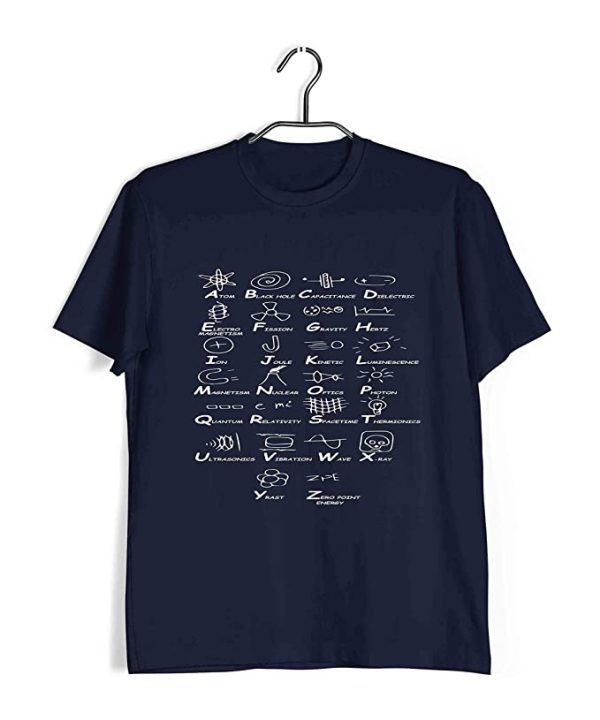 Atom Black hole Capacitance Dielectric
Electro Fission Gravity Hertz
magnetism
J
Ion Joule Kinetic Luminescence
Magnetism Nuclear Optics Photon
Quantum Relativity Spacetime Thermionics
Ultrasonics Vibration Wave X-ray
ZPE
Yrast Zero point
energy